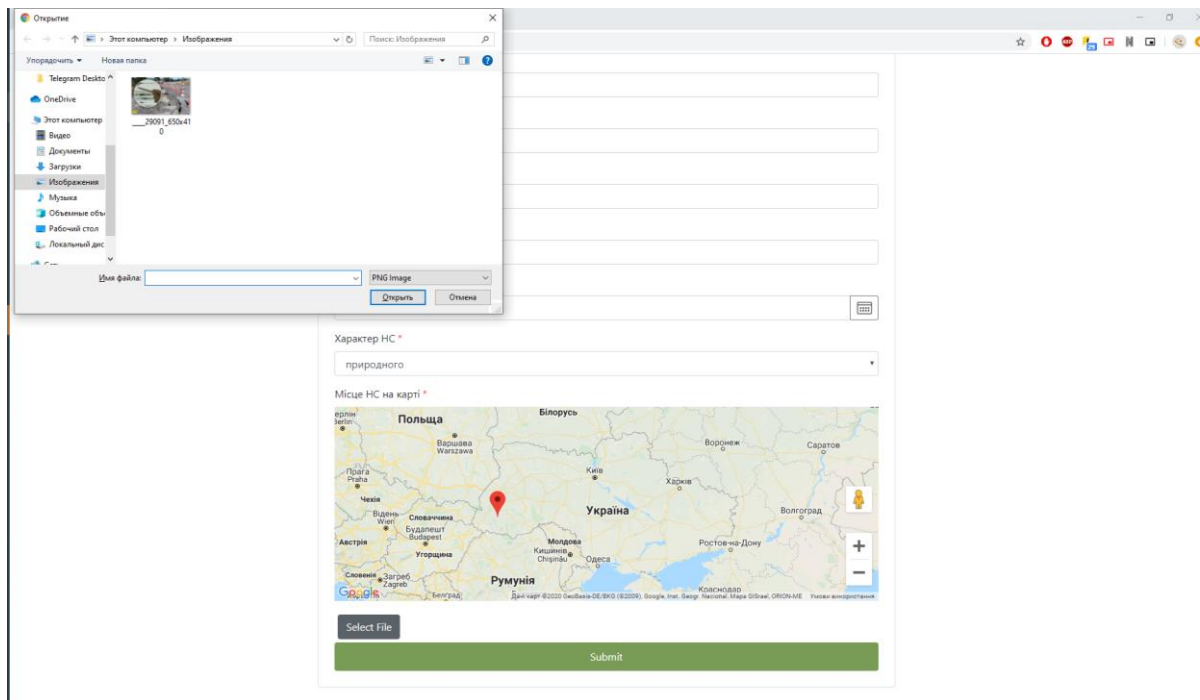 Открытие
Этот компьютер › Изображения
Поиск: Изображения
Упорядочить
Новая папка
Telegram Deskto
OneDrive
Этот компьютер
Видео
Документы
Загрузки
Изображения
Музыка
Объемные объ
Рабочий стол
Локальный дис
___29091_650x41
0
Имя файла:
PNG Image
Открыть
Отмена
Характер НС *
природного
Місце НС на карті *
Берлін
Berlin
Польща
Білорусь
Варшава
Warszawa
Воронеж
Саратов
Прага
Praha
Київ
Харків
Чехія
Відень
Wien
Словаччина
Україна
Волгоград
Будапешт
Budapest
Австрія
Угорщина
Молдова
Кишинів
Chișinău
Одеса
Ростов-на-Дону
Словенія
Загреб
Zagreb
Румунія
Краснодар
Белград
Google
Дані карт ©2020 GeoBasis-DE/BKG (©2009), Google, Inst. Geogr. Nacional, Mapa GISrael, ORION-ME
Умови використання
Select File
Submit